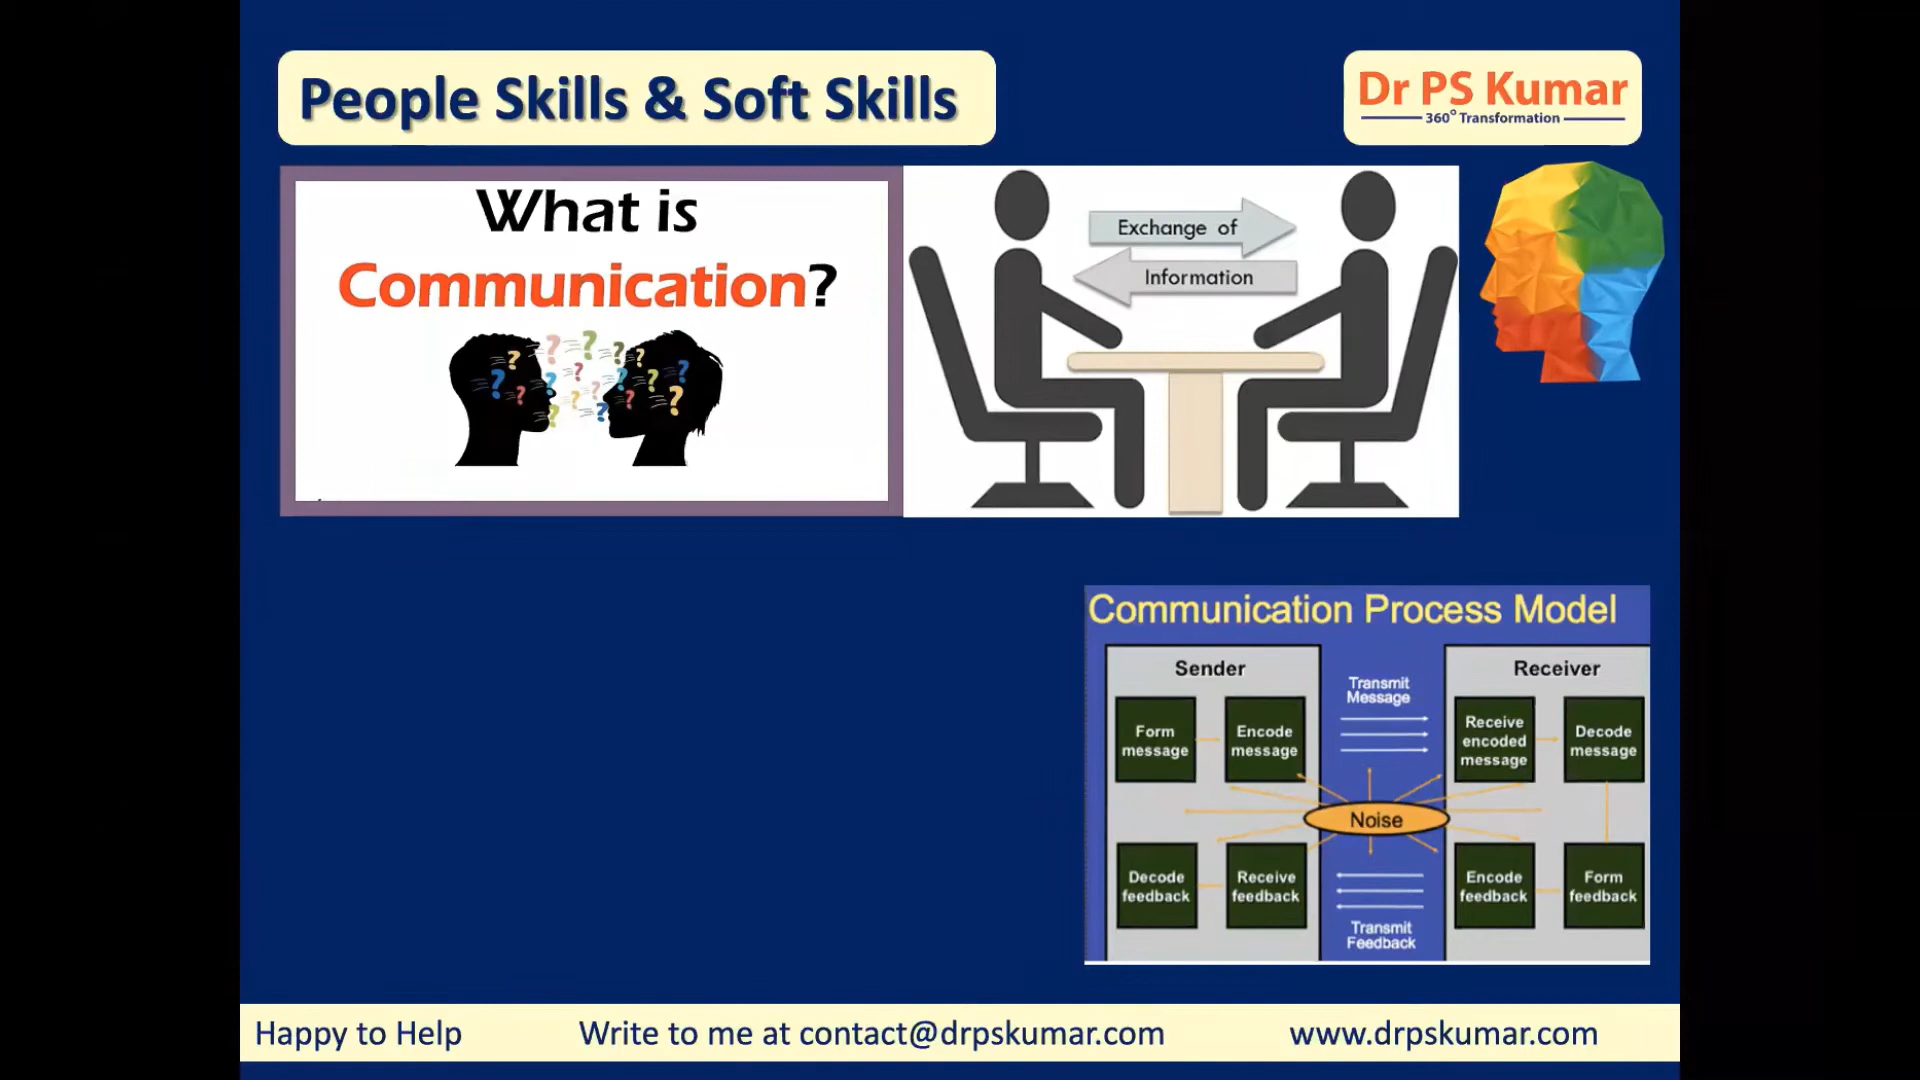 People Skills & Soft Skills
Dr PS Kumar
360° Transformation
What is
Communication?
Exchange of
Information
Communication Process Model
Sender
Receiver
Transmit
Message
Form
message
Encode
message
Receive
encoded
message
Decode
message
Noise
Decode
feedback
Receive
feedback
Encode
feedback
Form
feedback
Transmit
Feedback
Happy to Help
Write to me at contact@drpskumar.com
www.drpskumar.com